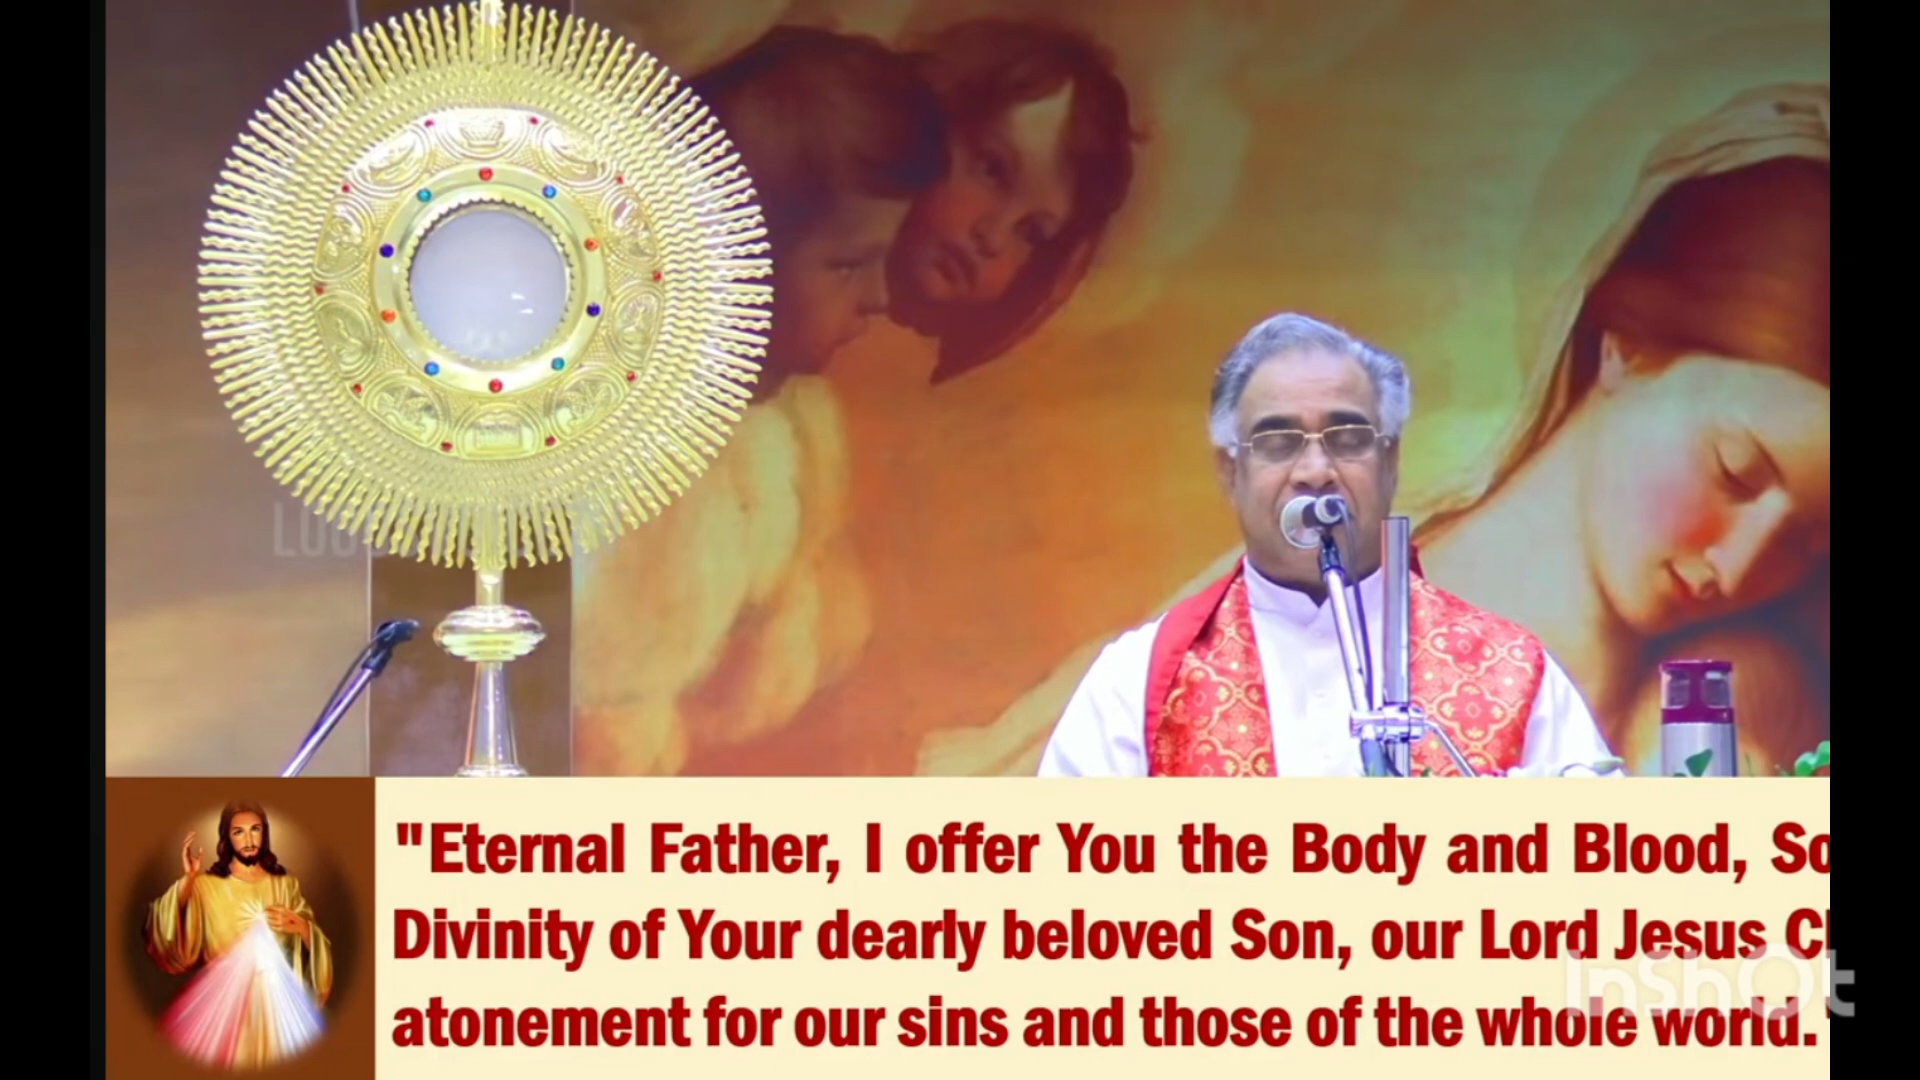 "Eternal Father, I offer You the Body and Blood, So
Divinity of Your dearly beloved Son, our Lord Jesus C
atonement for our sins and those of the whole world."
InShOt